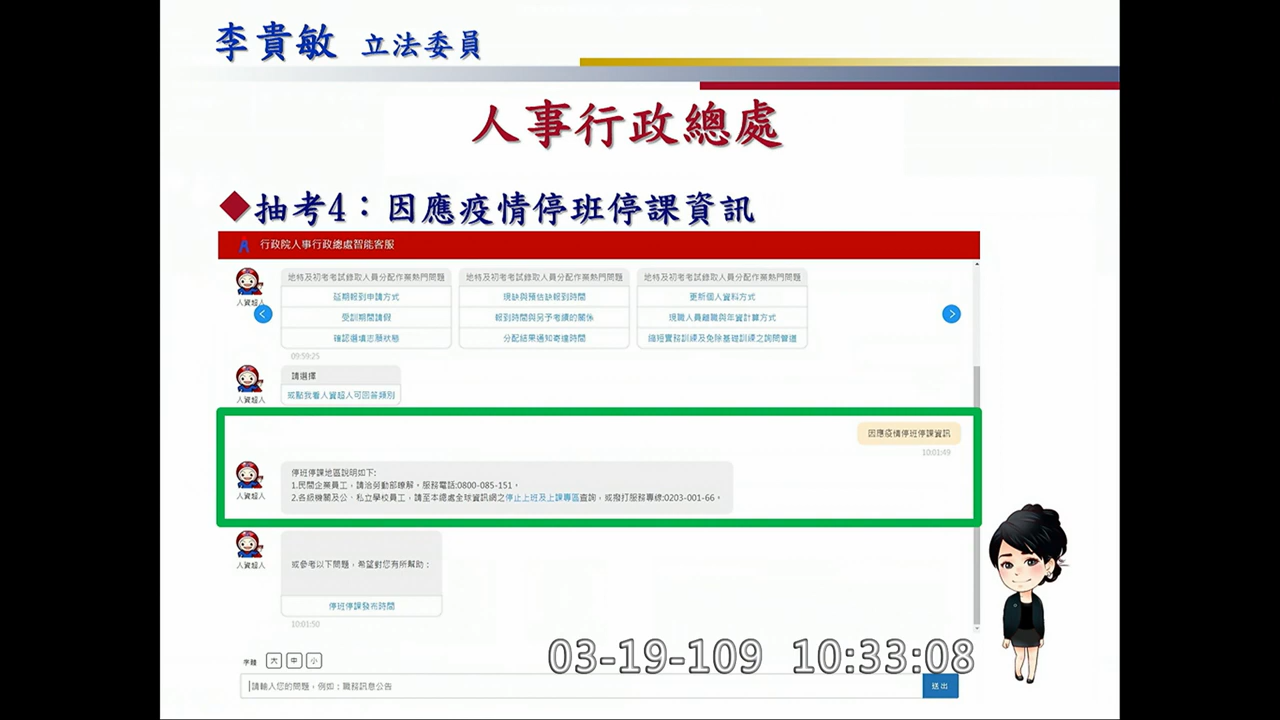 李貴敏 立法委員
人事行政總處
抽考4：因應疫情停班停課資訊
行政院人事行政總處智能客服
地特及初考考試錄取人員分配作業熱門問題 地特及初考考試錄取人員分配作業熱門問題 地特及初考考試錄取人員分配作業熱門問題
延期報到申請方式 現缺與預估缺報到時間 更新個人資料方式
受訓期間請假 報到時間與另予考績的關係 現職人員離職與年資計算方式
確認選填志願狀態 分配結果通知寄達時間 縮短實務訓練及免除基礎訓練之詢問管道
人資超人
09:59:25
請選擇
或點我看人資超人可回答類別
人資超人
因應疫情停班停課資訊
10:01:49
停班停課地區說明如下:
1.民間企業員工，請洽勞動部瞭解。服務電話:0800-085-151。
2.各級機關及公、私立學校員工，請至本總處全球資訊網之停止上班及上課專區查詢，或撥打服務專線:0203-001-66。
人資超人
或參考以下問題，希望對您有所幫助：
人資超人
停班停課發布時間
10:01:50
字體 大 中 小
請輸入您的問題，例如：職務訊息公告
送出
03-19-109 10:33:08